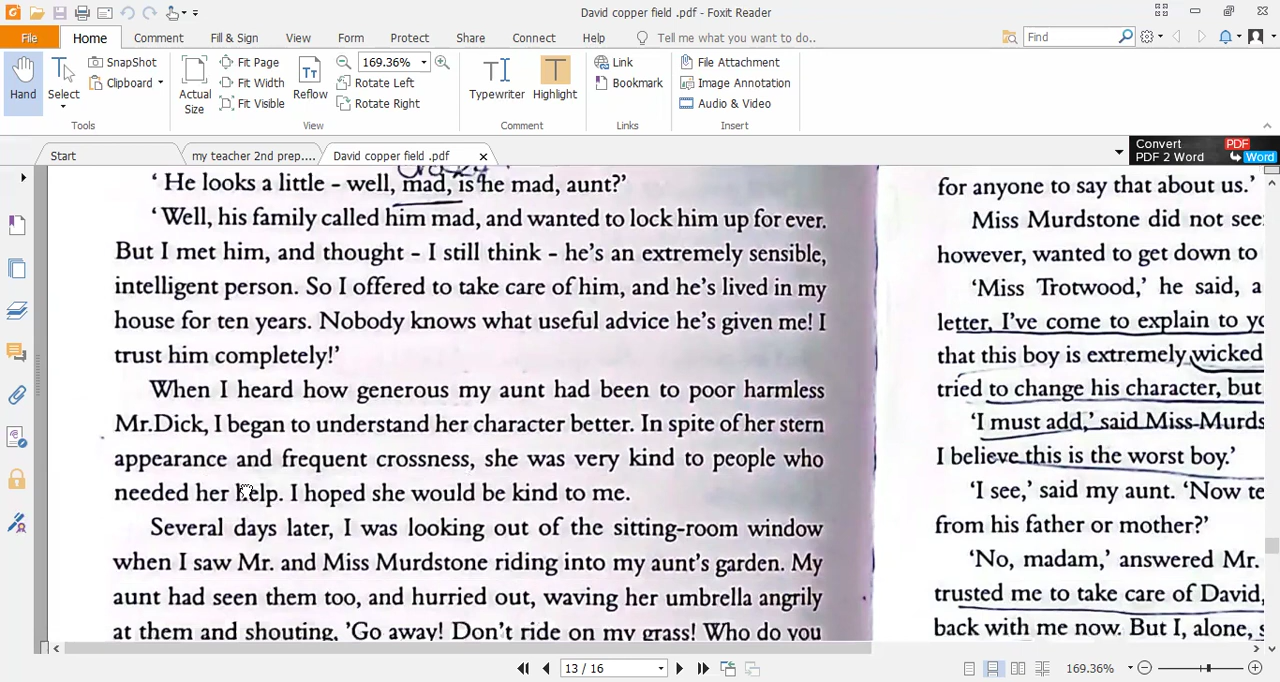 David copper field .pdf - Foxit Reader
File Home Comment Fill & Sign View Form Protect Share Connect Help Tell me what you want to do.. Find
Hand
Select
SnapShot
Clipboard
Tools
Actual Size
Fit Page
Fit Width
Fit Visible
Reflow
169.36%
Rotate Left
Rotate Right
View
Typewriter
Highlight
Comment
Link
Bookmark
Links
File Attachment
Image Annotation
Audio & Video
Insert
Start my teacher 2nd prep.... David copper field .pdf
Convert PDF
PDF 2 Word Word
' He looks a little - well, mad, is he mad, aunt?'
' Well, his family called him mad, and wanted to lock him up for ever.
But I met him, and thought - I still think - he's an extremely sensible,
intelligent person. So I offered to take care of him, and he's lived in my
house for ten years. Nobody knows what useful advice he's given me! I
trust him completely!'
When I heard how generous my aunt had been to poor harmless
Mr.Dick, I began to understand her character better. In spite of her stern
appearance and frequent crossness, she was very kind to people who
needed her help. I hoped she would be kind to me.
Several days later, I was looking out of the sitting-room window
when I saw Mr. and Miss Murdstone riding into my aunt's garden. My
aunt had seen them too, and hurried out, waving her umbrella angrily
at them and shouting, 'Go away! Don't ride on my grass! Who do you
for anyone to say that about us.'
Miss Murdstone did not see
however, wanted to get down to
'Miss Trotwood,' he said, a
letter, I've come to explain to yo
that this boy is extremely wicked
tried to change his character, but
'I must add,' said Miss Murds
I believe this is the worst boy.'
'I see,' said my aunt. 'Now te
from his father or mother?'
'No, madam,' answered Mr.
trusted me to take care of David,
back with me now. But I, alone, s
13 / 16
169.36%